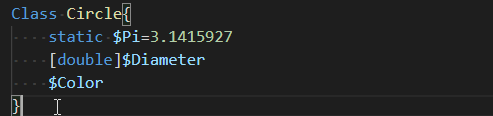 Class Circle{
    static $Pi=3.1415927
    [double]$Diameter
    $Color
}